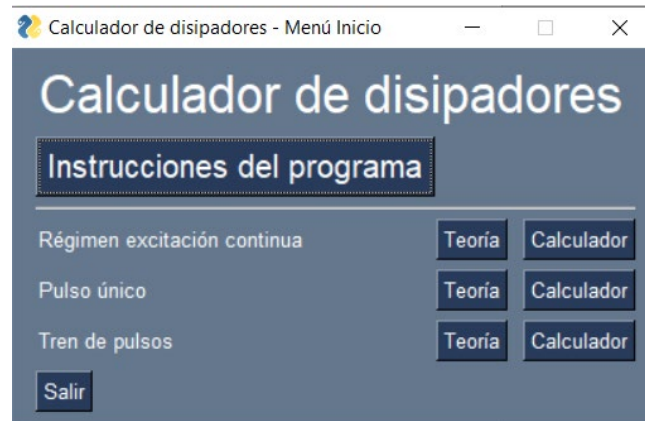 Calculador de disipadores - Menú Inicio
Calculador de disipadores
Instrucciones del programa
Régimen excitación continua Teoría Calculador
Pulso único Teoría Calculador
Tren de pulsos Teoría Calculador
Salir